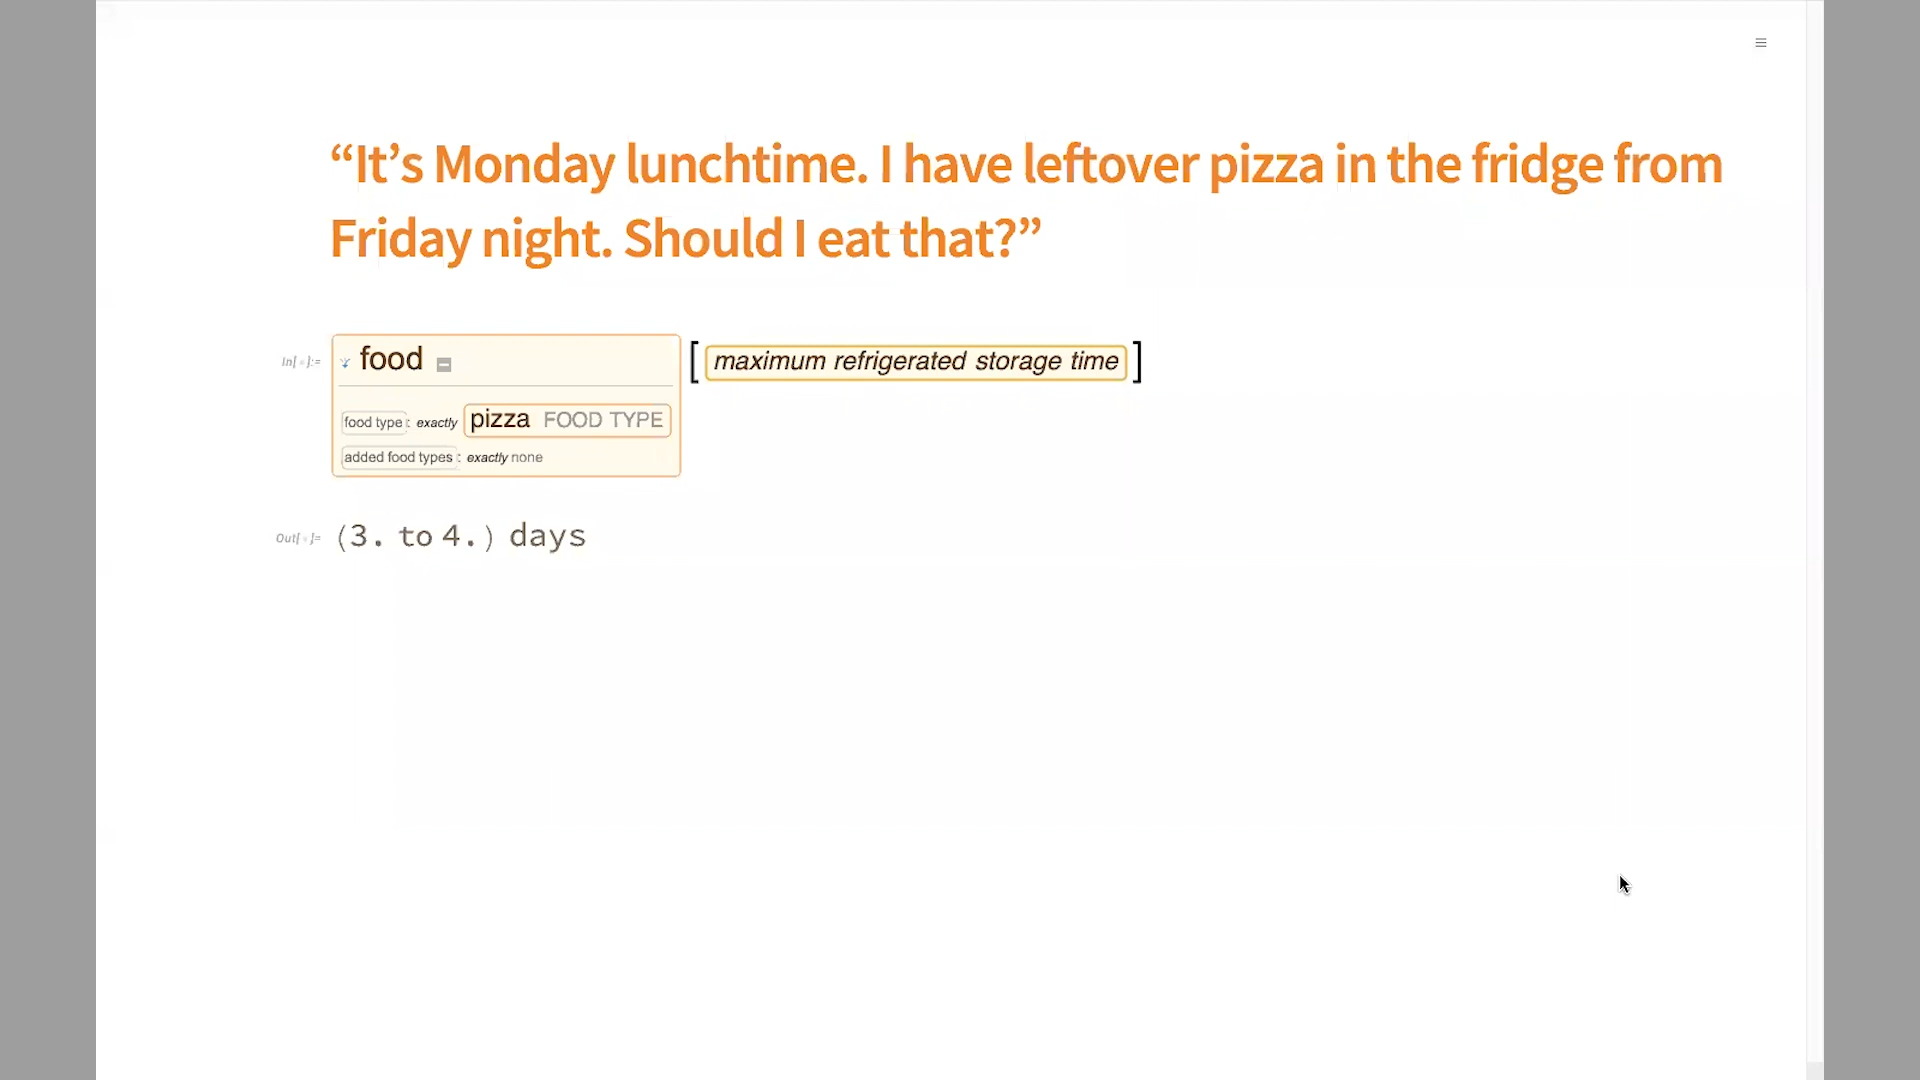 “It’s Monday lunchtime. I have leftover pizza in the fridge from
Friday night. Should I eat that?”
In[ ]:= food [ maximum refrigerated storage time ]
food type : exactly pizza FOOD TYPE
added food types : exactly none
Out[ ]= (3. to 4.) days